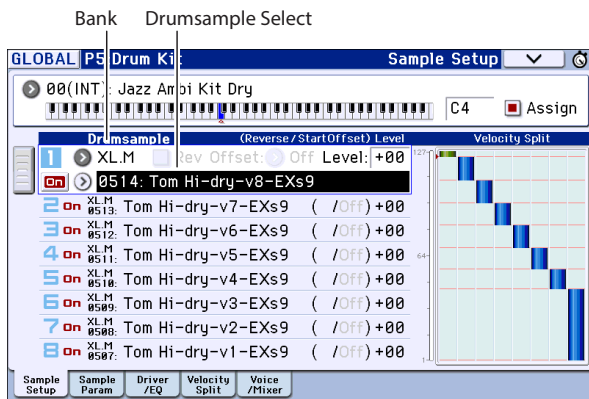 Bank Drumsample Select
GLOBAL P5 Drum Kit Sample Setup
00(INT): Jazz Ambi Kit Dry
C4 Assign
Drumsample (Reverse/StartOffset) Level Velocity Split
1 XL.M Rev Offset: Off Level: +00 127-
On 0514: Tom Hi-dry-v8-EXs9
2 On XL.M 0513: Tom Hi-dry-v7-EXs9 ( /Off) +00
3 On XL.M 0512: Tom Hi-dry-v6-EXs9 ( /Off) +00
4 On XL.M 0511: Tom Hi-dry-v5-EXs9 ( /Off) +00 64-
5 On XL.M 0510: Tom Hi-dry-v4-EXs9 ( /Off) +00
6 On XL.M 0509: Tom Hi-dry-v3-EXs9 ( /Off) +00
7 On XL.M 0508: Tom Hi-dry-v2-EXs9 ( /Off) +00
8 On XL.M 0507: Tom Hi-dry-v1-EXs9 ( /Off) +00 1-
Sample Setup Sample Param Driver /EQ Velocity Split Voice /Mixer